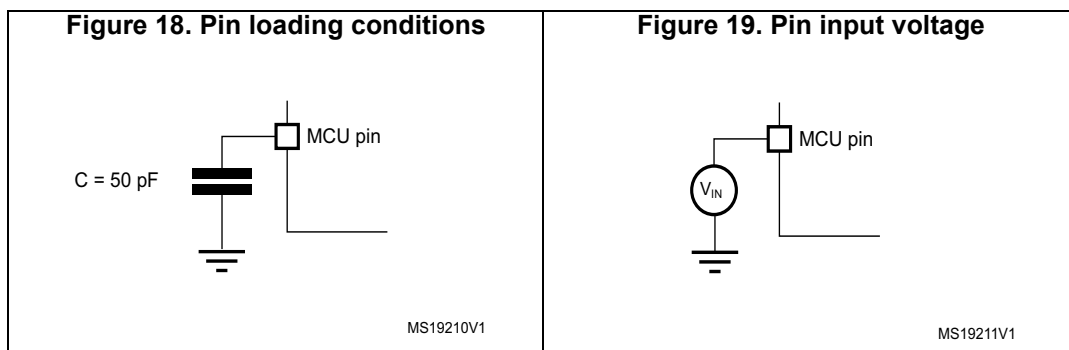 Figure 18. Pin loading conditions
MCU pin
C = 50 pF
MS19210V1
Figure 19. Pin input voltage
MCU pin
VIN
MS19211V1